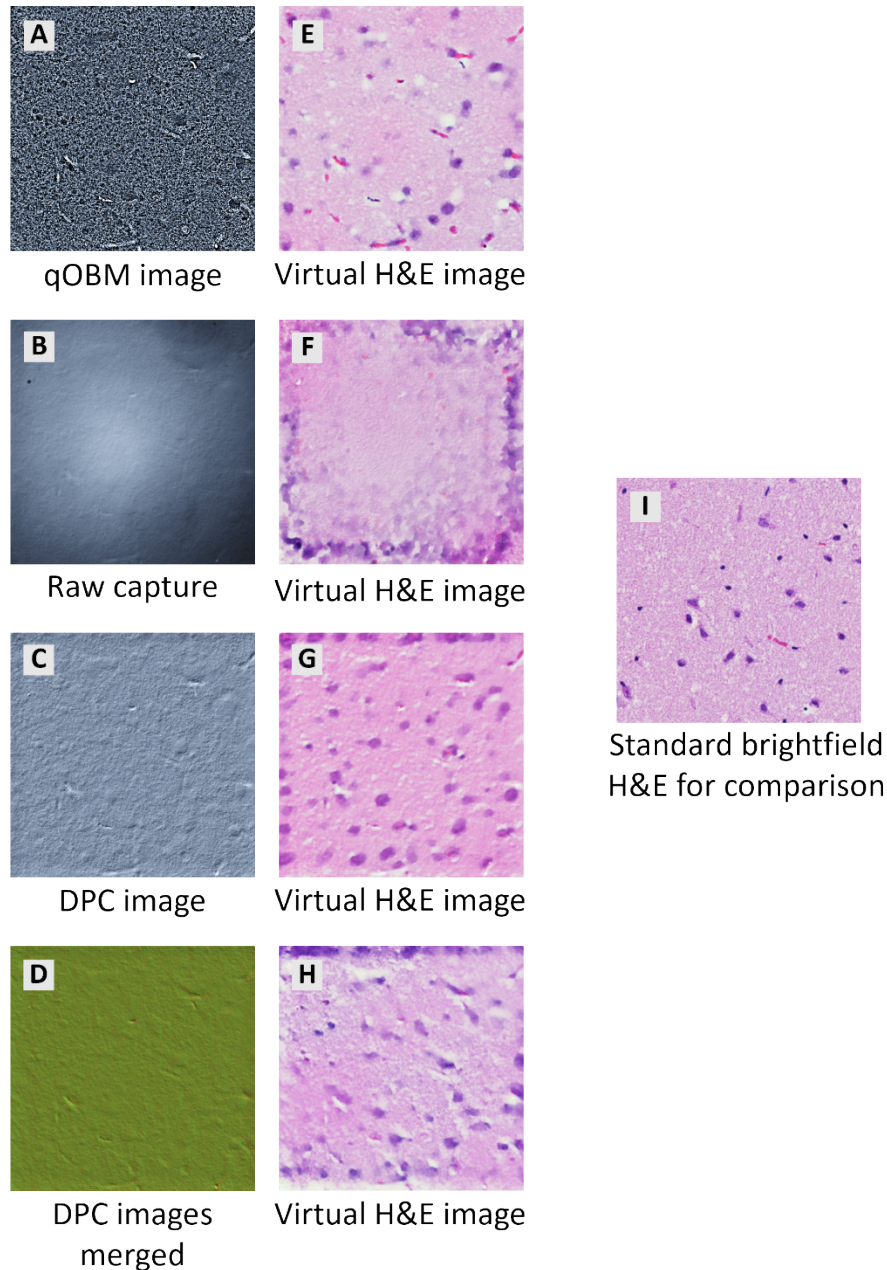 A
E
qOBM image
Virtual H&E image
B
F
Raw capture
Virtual H&E image
C
G
DPC image
Virtual H&E image
D
H
DPC images
merged
Virtual H&E image
I
Standard brightfield
H&E for comparison